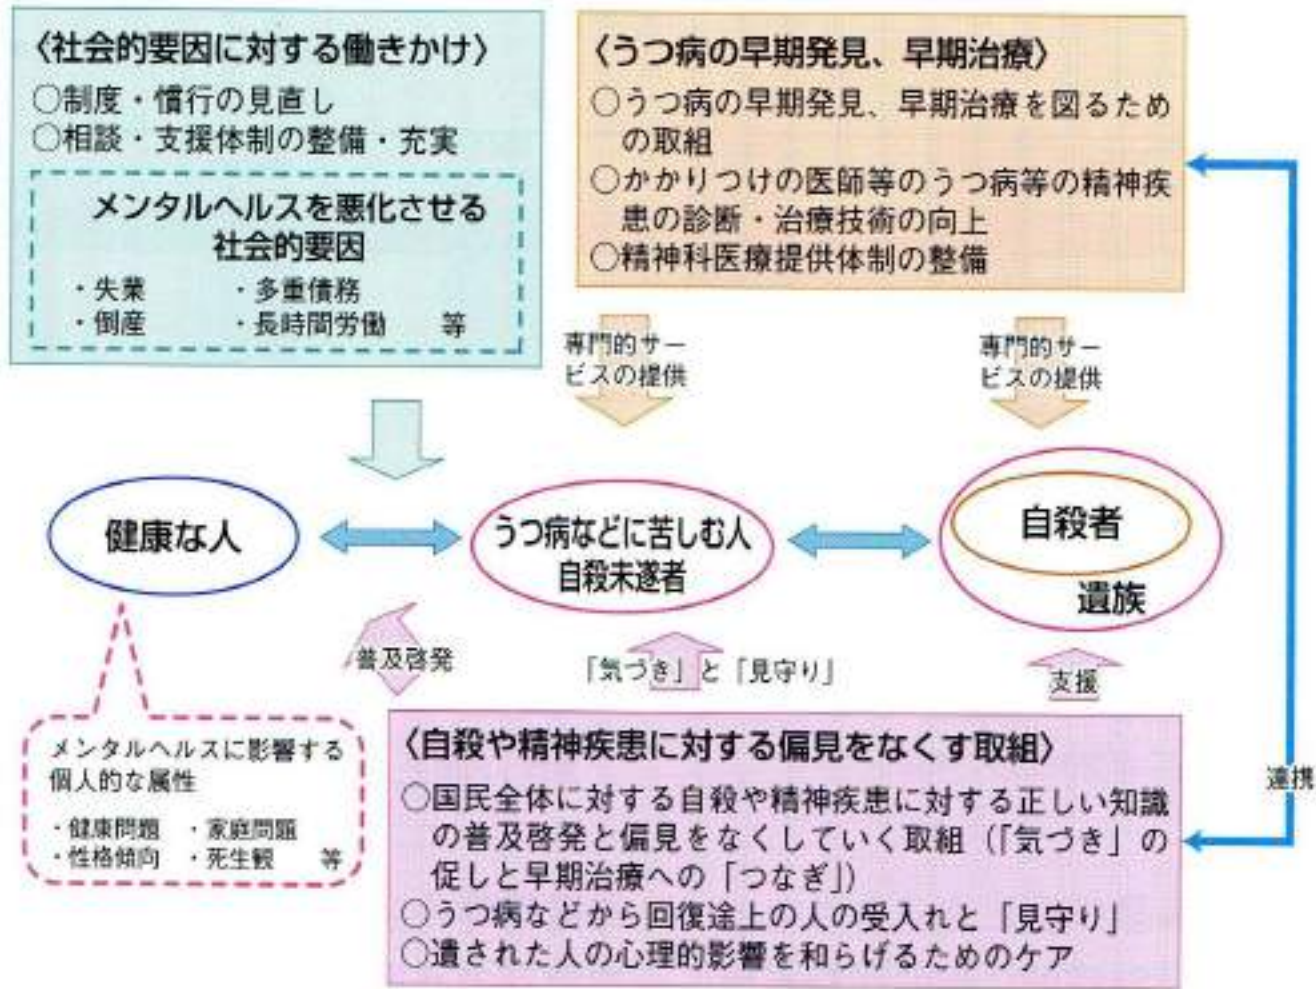 〈社会的要因に対する働きかけ〉
○制度・慣行の見直し
○相談・支援体制の整備・充実
メンタルヘルスを悪化させる
社会的要因
・失業 ・多重債務
・倒産 ・長時間労働 等
〈うつ病の早期発見、早期治療〉
○うつ病の早期発見、早期治療を図るため
の取組
○かかりつけの医師等のうつ病等の精神疾
患の診断・治療技術の向上
○精神科医療提供体制の整備
専門的サー
ビスの提供
専門的サー
ビスの提供
健康な人
うつ病などに苦しむ人
自殺未遂者
自殺者
遺族
普及啓発
「気づき」と「見守り」
支援
メンタルヘルスに影響する
個人的な属性
・健康問題 ・家庭問題
・性格傾向 ・死生観 等
〈自殺や精神疾患に対する偏見をなくす取組〉
○国民全体に対する自殺や精神疾患に対する正しい知識
の普及啓発と偏見をなくしていく取組（「気づき」の
促しと早期治療への「つなぎ」）
○うつ病などから回復途上の人の受入れと「見守り」
○遺された人の心理的影響を和らげるためのケア
連携